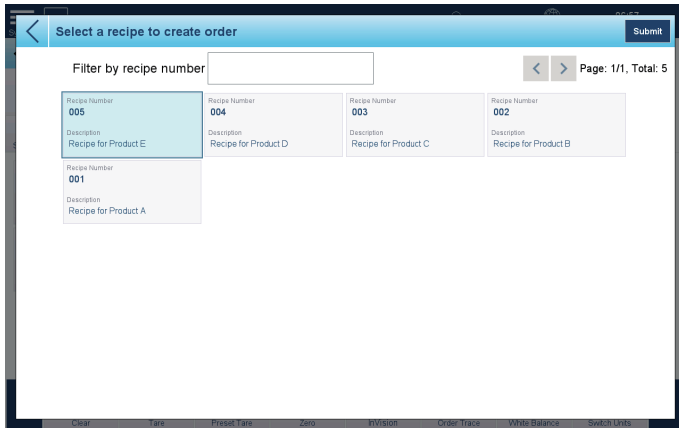 Select a recipe to create order
Submit
Filter by recipe number
Page: 1/1, Total: 5
Recipe Number
005
Description
Recipe for Product E
Recipe Number
004
Description
Recipe for Product D
Recipe Number
003
Description
Recipe for Product C
Recipe Number
002
Description
Recipe for Product B
Recipe Number
001
Description
Recipe for Product A
Clear Tare Preset Tare Zero InVision Order Trace White Balance Switch Units